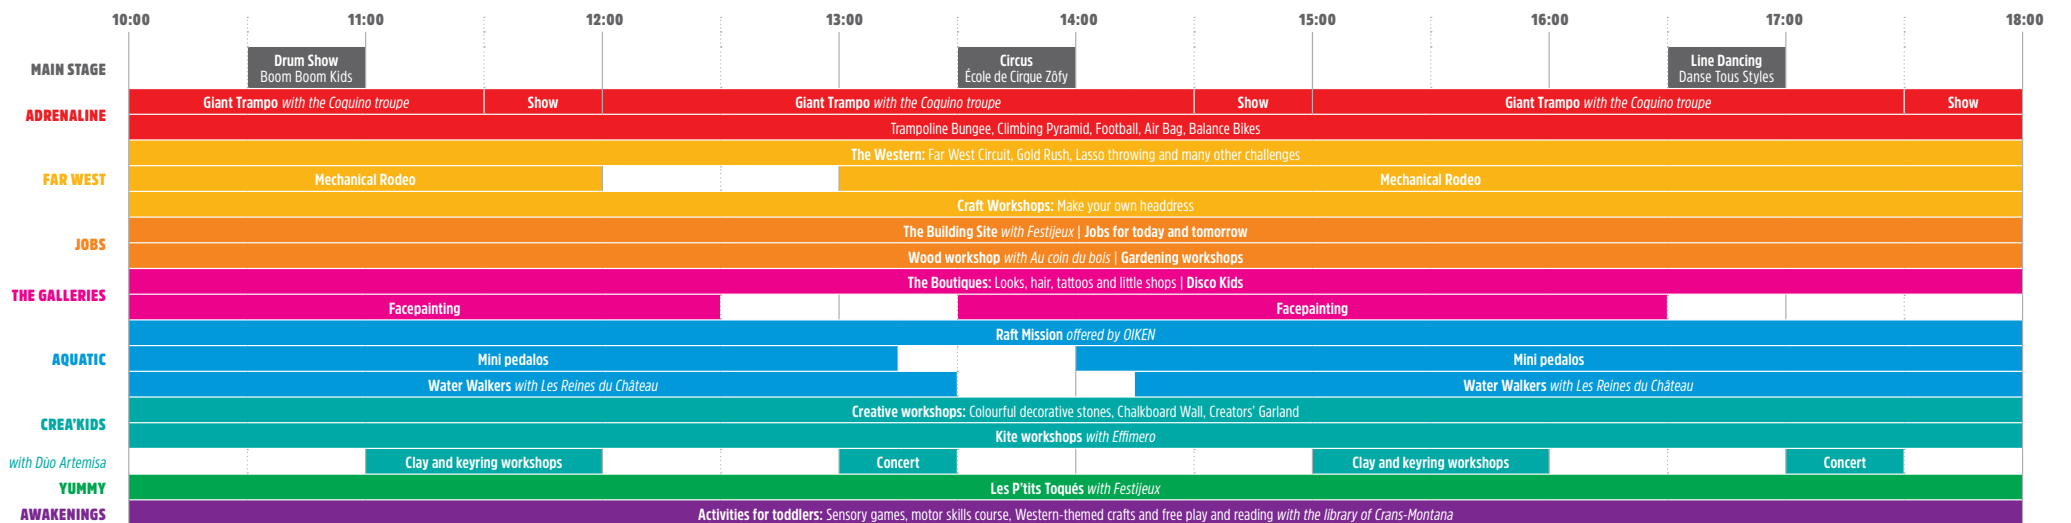 10:00 11:00 12:00 13:00 14:00 15:00 16:00 17:00 18:00
MAIN STAGE
Drum Show
Boom Boom Kids
Circus
École de Cirque Zôfy
Line Dancing
Danse Tous Styles
ADRENALINE
Giant Trampo with the Coquino troupe Show Giant Trampo with the Coquino troupe Show Giant Trampo with the Coquino troupe Show
Trampoline Bungee, Climbing Pyramid, Football, Air Bag, Balance Bikes
FAR WEST
The Western: Far West Circuit, Gold Rush, Lasso throwing and many other challenges
Mechanical Rodeo Mechanical Rodeo
Craft Workshops: Make your own headdress
JOBS
The Building Site with Festijeux | Jobs for today and tomorrow
Wood workshop with Au coin du bois | Gardening workshops
THE GALLERIES
The Boutiques: Looks, hair, tattoos and little shops | Disco Kids
Facepainting Facepainting
AQUATIC
Raft Mission offered by OIKEN
Mini pedalos Mini pedalos
Water Walkers with Les Reines du Château Water Walkers with Les Reines du Château
CREA'KIDS
Creative workshops: Colourful decorative stones, Chalkboard Wall, Creators' Garland
Kite workshops with Effimero
with Dùo Artemisa Clay and keyring workshops Concert Clay and keyring workshops Concert
YUMMY Les P'tits Toqués with Festijeux
AWAKENINGS Activities for toddlers: Sensory games, motor skills course, Western-themed crafts and free play and reading with the library of Crans-Montana